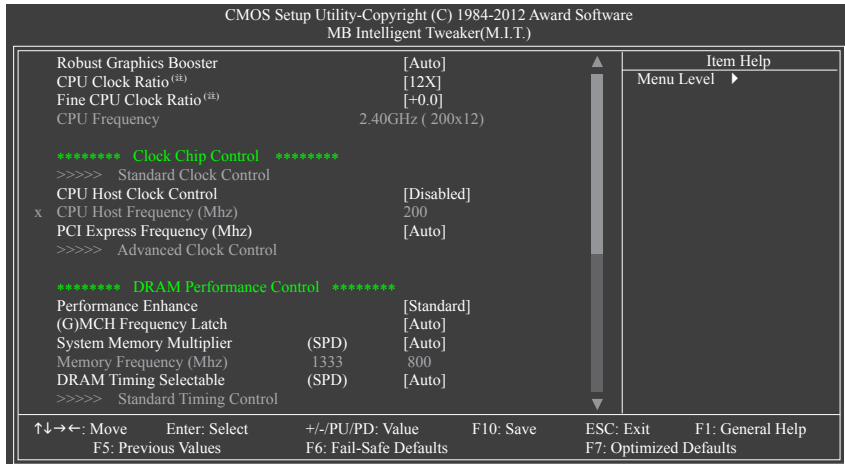 CMOS Setup Utility-Copyright (C) 1984-2012 Award Software
MB Intelligent Tweaker(M.I.T.)
Robust Graphics Booster [Auto]
CPU Clock Ratio (註) [12X]
Fine CPU Clock Ratio (註) [+0.0]
CPU Frequency 2.40GHz ( 200x12)
******** Clock Chip Control ********
>>>>> Standard Clock Control
CPU Host Clock Control [Disabled]
x CPU Host Frequency (Mhz) 200
PCI Express Frequency (Mhz) [Auto]
>>>>> Advanced Clock Control
******** DRAM Performance Control ********
Performance Enhance [Standard]
(G)MCH Frequency Latch [Auto]
System Memory Multiplier (SPD) [Auto]
Memory Frequency (Mhz) 1333 800
DRAM Timing Selectable (SPD) [Auto]
>>>>> Standard Timing Control
Item Help
Menu Level
↑↓→←: Move Enter: Select +/-/PU/PD: Value F10: Save ESC: Exit F1: General Help
F5: Previous Values F6: Fail-Safe Defaults F7: Optimized Defaults